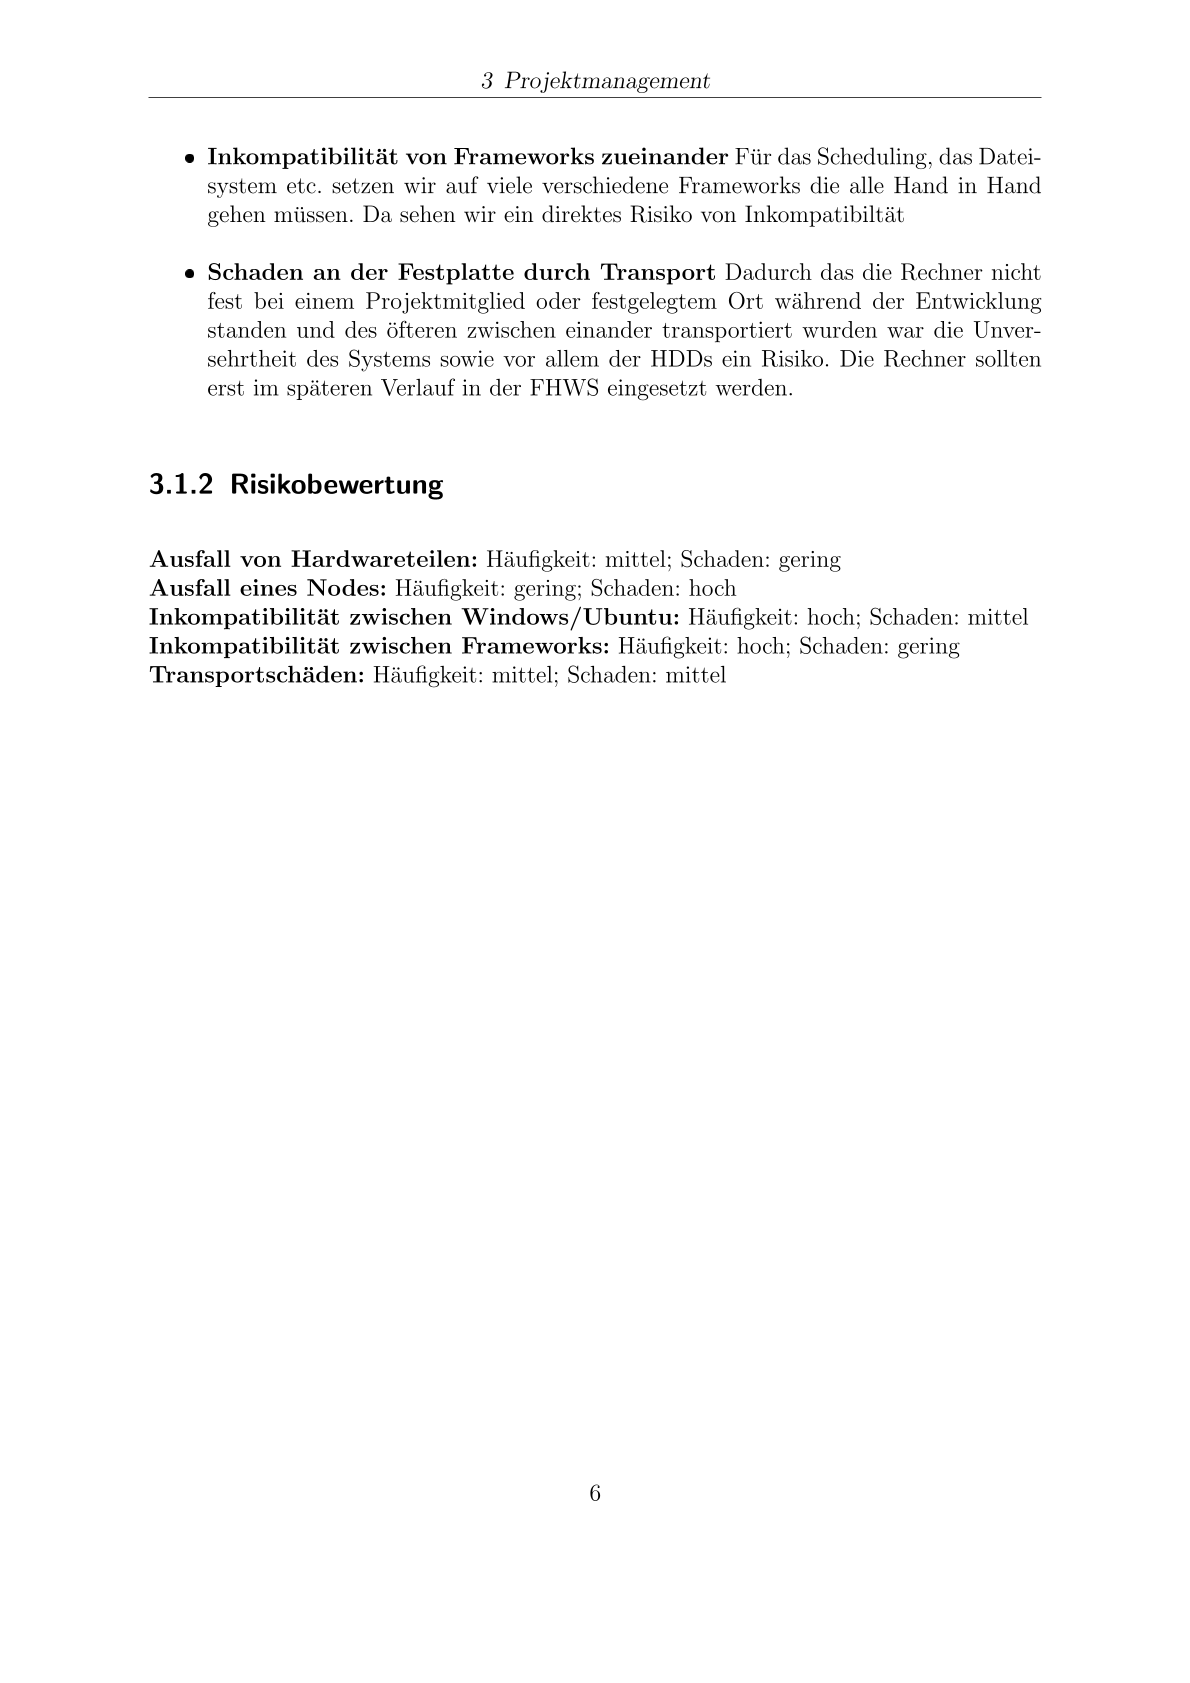 3 Projektmanagement
• Inkompatibilität von Frameworks zueinander Für das Scheduling, das Datei-
system etc. setzen wir auf viele verschiedene Frameworks die alle Hand in Hand
gehen müssen. Da sehen wir ein direktes Risiko von Inkompatibiltät
• Schaden an der Festplatte durch Transport Dadurch das die Rechner nicht
fest bei einem Projektmitglied oder festgelegtem Ort während der Entwicklung
standen und des öfteren zwischen einander transportiert wurden war die Unver-
sehrtheit des Systems sowie vor allem der HDDs ein Risiko. Die Rechner sollten
erst im späteren Verlauf in der FHWS eingesetzt werden.
3.1.2 Risikobewertung
Ausfall von Hardwareteilen: Häufigkeit: mittel; Schaden: gering
Ausfall eines Nodes: Häufigkeit: gering; Schaden: hoch
Inkompatibilität zwischen Windows/Ubuntu: Häufigkeit: hoch; Schaden: mittel
Inkompatibilität zwischen Frameworks: Häufigkeit: hoch; Schaden: gering
Transportschäden: Häufigkeit: mittel; Schaden: mittel
6